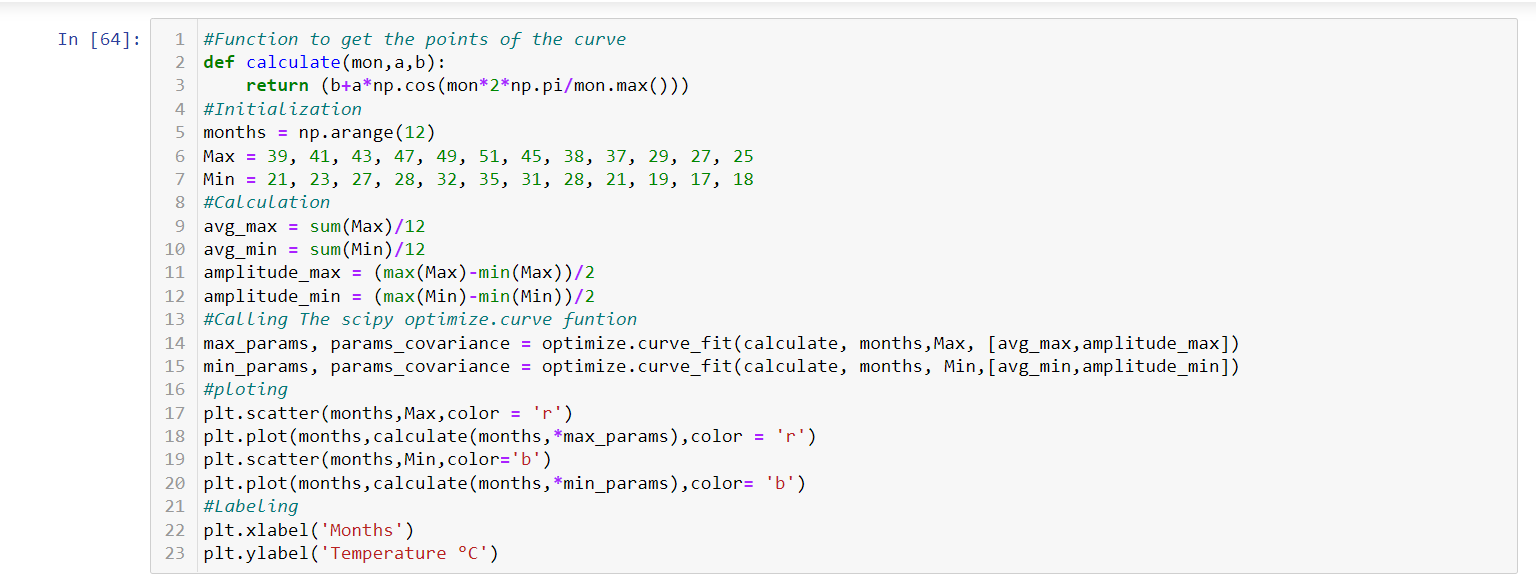 In [64]:
1 #Function to get the points of the curve
2 def calculate(mon,a,b):
3     return (b+a*np.cos(mon*2*np.pi/mon.max()))
4 #Initialization
5 months = np.arange(12)
6 Max = 39, 41, 43, 47, 49, 51, 45, 38, 37, 29, 27, 25
7 Min = 21, 23, 27, 28, 32, 35, 31, 28, 21, 19, 17, 18
8 #Calculation
9 avg_max = sum(Max)/12
10 avg_min = sum(Min)/12
11 amplitude_max = (max(Max)-min(Max))/2
12 amplitude_min = (max(Min)-min(Min))/2
13 #Calling The scipy optimize.curve funtion
14 max_params, params_covariance = optimize.curve_fit(calculate, months,Max, [avg_max,amplitude_max])
15 min_params, params_covariance = optimize.curve_fit(calculate, months, Min,[avg_min,amplitude_min])
16 #ploting
17 plt.scatter(months,Max,color = 'r')
18 plt.plot(months,calculate(months,*max_params),color = 'r')
19 plt.scatter(months,Min,color='b')
20 plt.plot(months,calculate(months,*min_params),color= 'b')
21 #Labeling
22 plt.xlabel('Months')
23 plt.ylabel('Temperature °C')